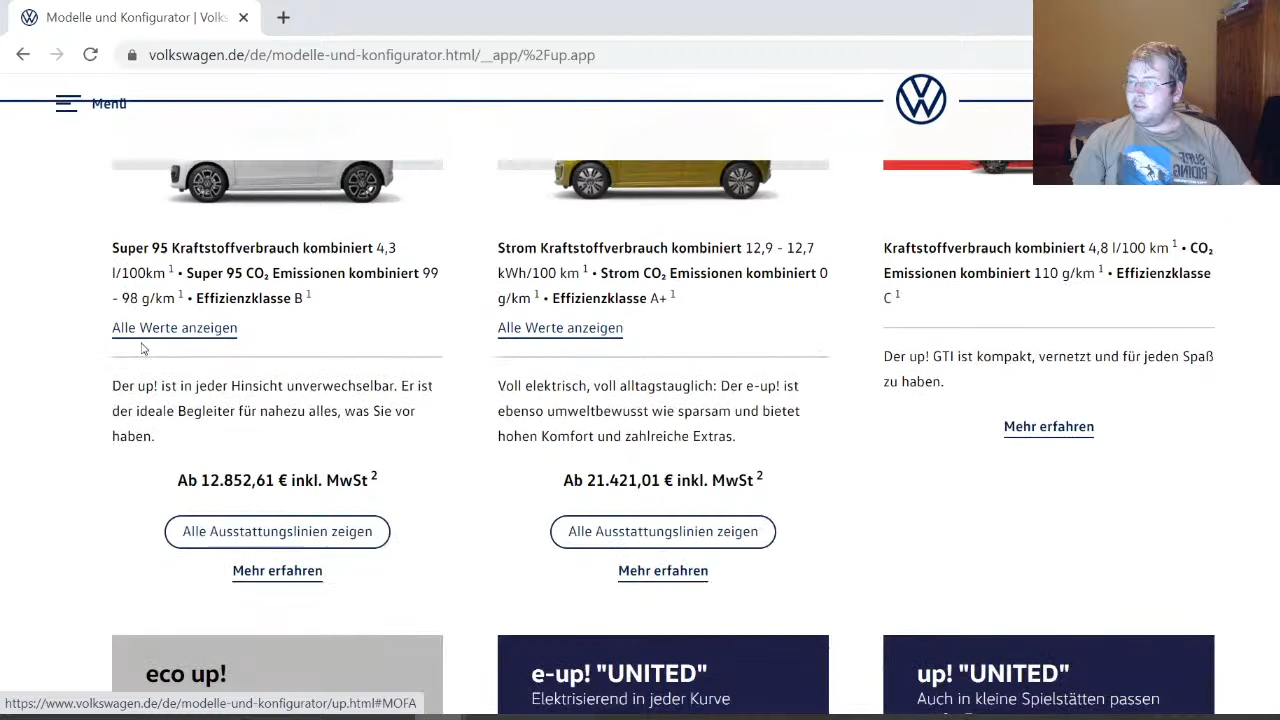 Modelle und Konfigurator | Volks
volkswagen.de/de/modelle-und-konfigurator.html/__app/%2Fup.app
Menü
Super 95 Kraftstoffverbrauch kombiniert 4,3
l/100km 1 • Super 95 CO₂ Emissionen kombiniert 99
- 98 g/km 1 • Effizienzklasse B 1
Alle Werte anzeigen
Der up! ist in jeder Hinsicht unverwechselbar. Er ist
der ideale Begleiter für nahezu alles, was Sie vor
haben.
Ab 12.852,61 € inkl. MwSt 2
Alle Ausstattungslinien zeigen
Mehr erfahren
Strom Kraftstoffverbrauch kombiniert 12,9 - 12,7
kWh/100 km 1 • Strom CO₂ Emissionen kombiniert 0
g/km 1 • Effizienzklasse A+ 1
Alle Werte anzeigen
Voll elektrisch, voll alltagstauglich: Der e-up! ist
ebenso umweltbewusst wie sparsam und bietet
hohen Komfort und zahlreiche Extras.
Ab 21.421,01 € inkl. MwSt 2
Alle Ausstattungslinien zeigen
Mehr erfahren
Kraftstoffverbrauch kombiniert 4,8 l/100 km 1 • CO₂
Emissionen kombiniert 110 g/km 1 • Effizienzklasse
C 1
Der up! GTI ist kompakt, vernetzt und für jeden Spaß
zu haben.
Mehr erfahren
eco up!
e-up! "UNITED"
Elektrisierend in jeder Kurve
up! "UNITED"
Auch in kleine Spielstätten passen
https://www.volkswagen.de/de/modelle-und-konfigurator/up.html#MOFA